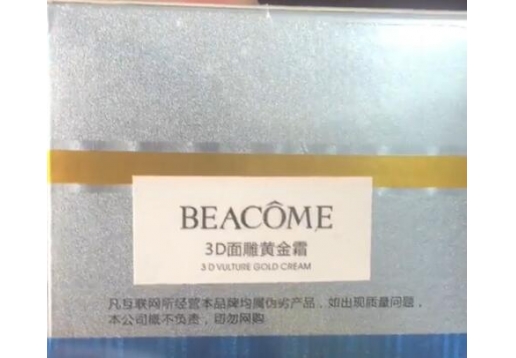 BEACÔME
3D面雕黄金霜
3D VULTURE GOLD CREAM
凡互联网所经营本品牌均属伪劣产品，如出现质量问题，
本公司概不负责，请勿网购